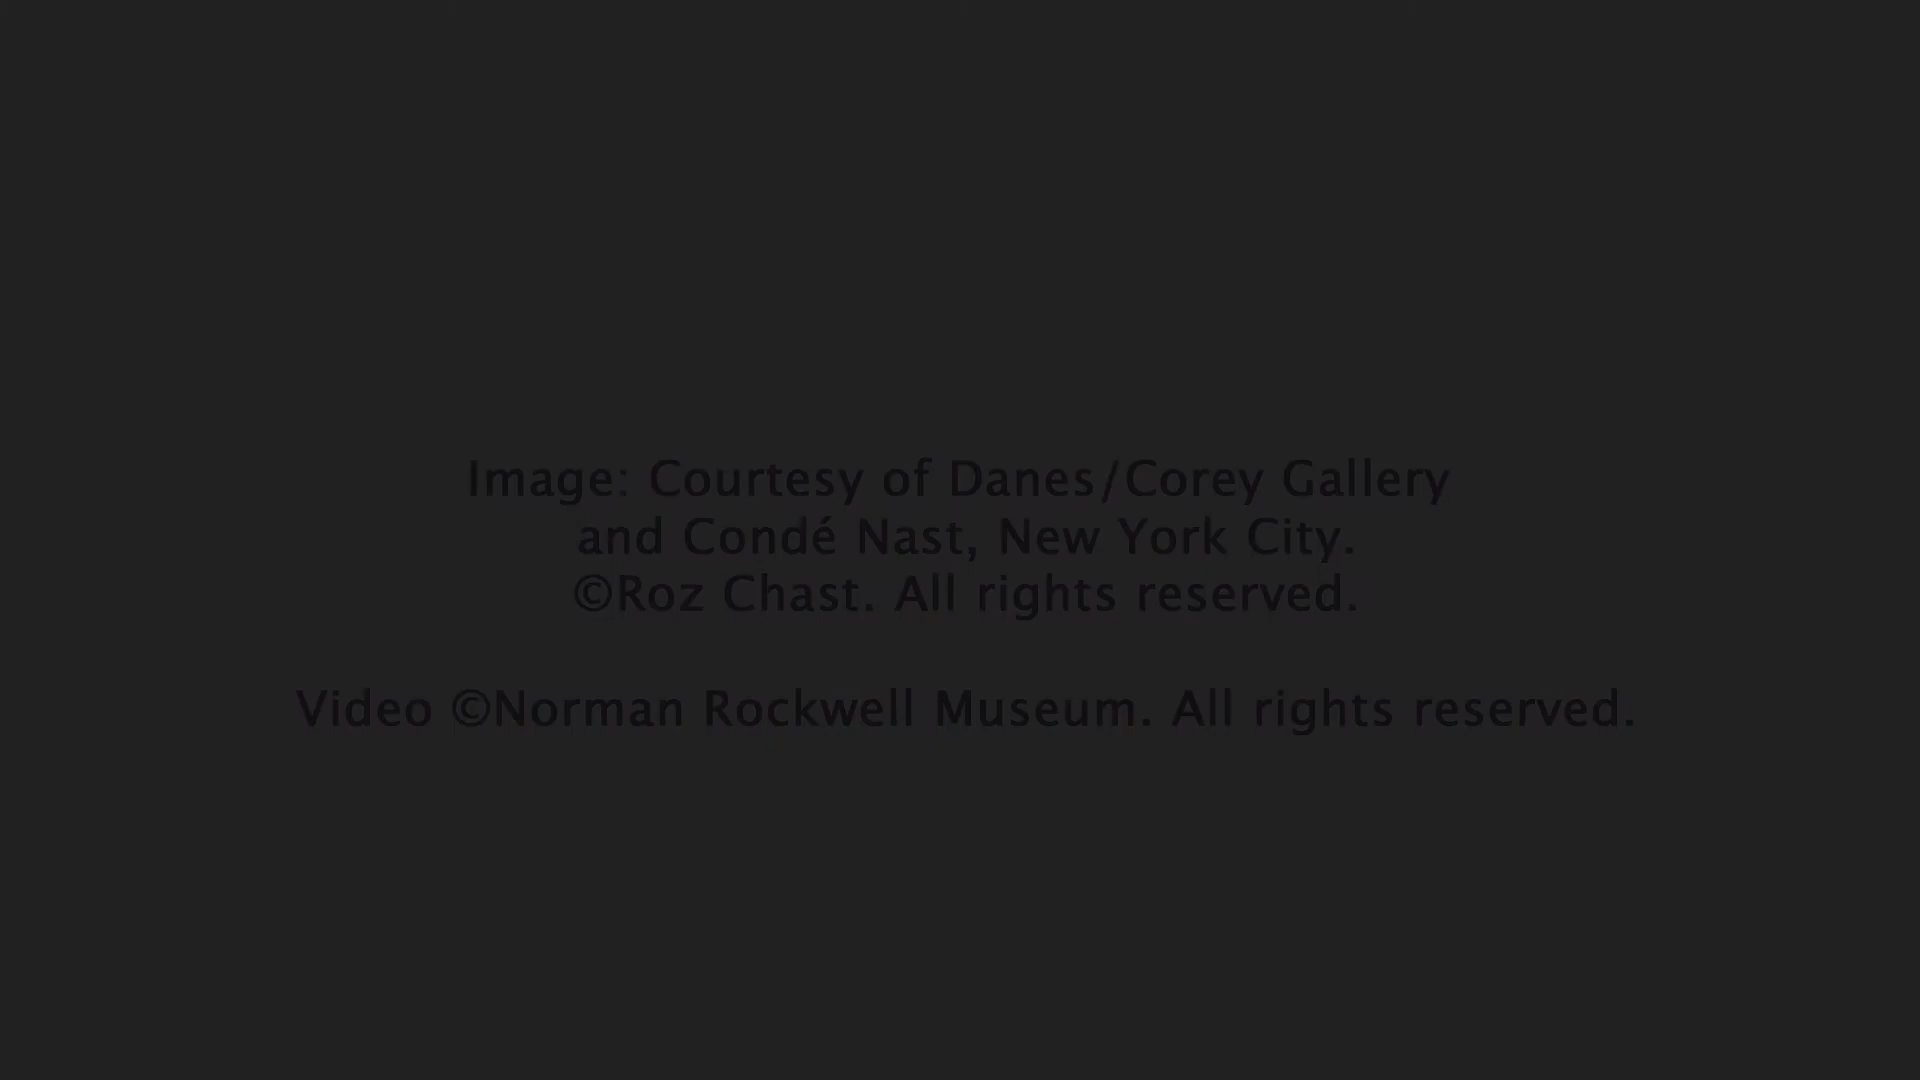 Image: Courtesy of Danes/Corey Gallery
and Condé Nast, New York City.
©Roz Chast. All rights reserved.
Video ©Norman Rockwell Museum. All rights reserved.